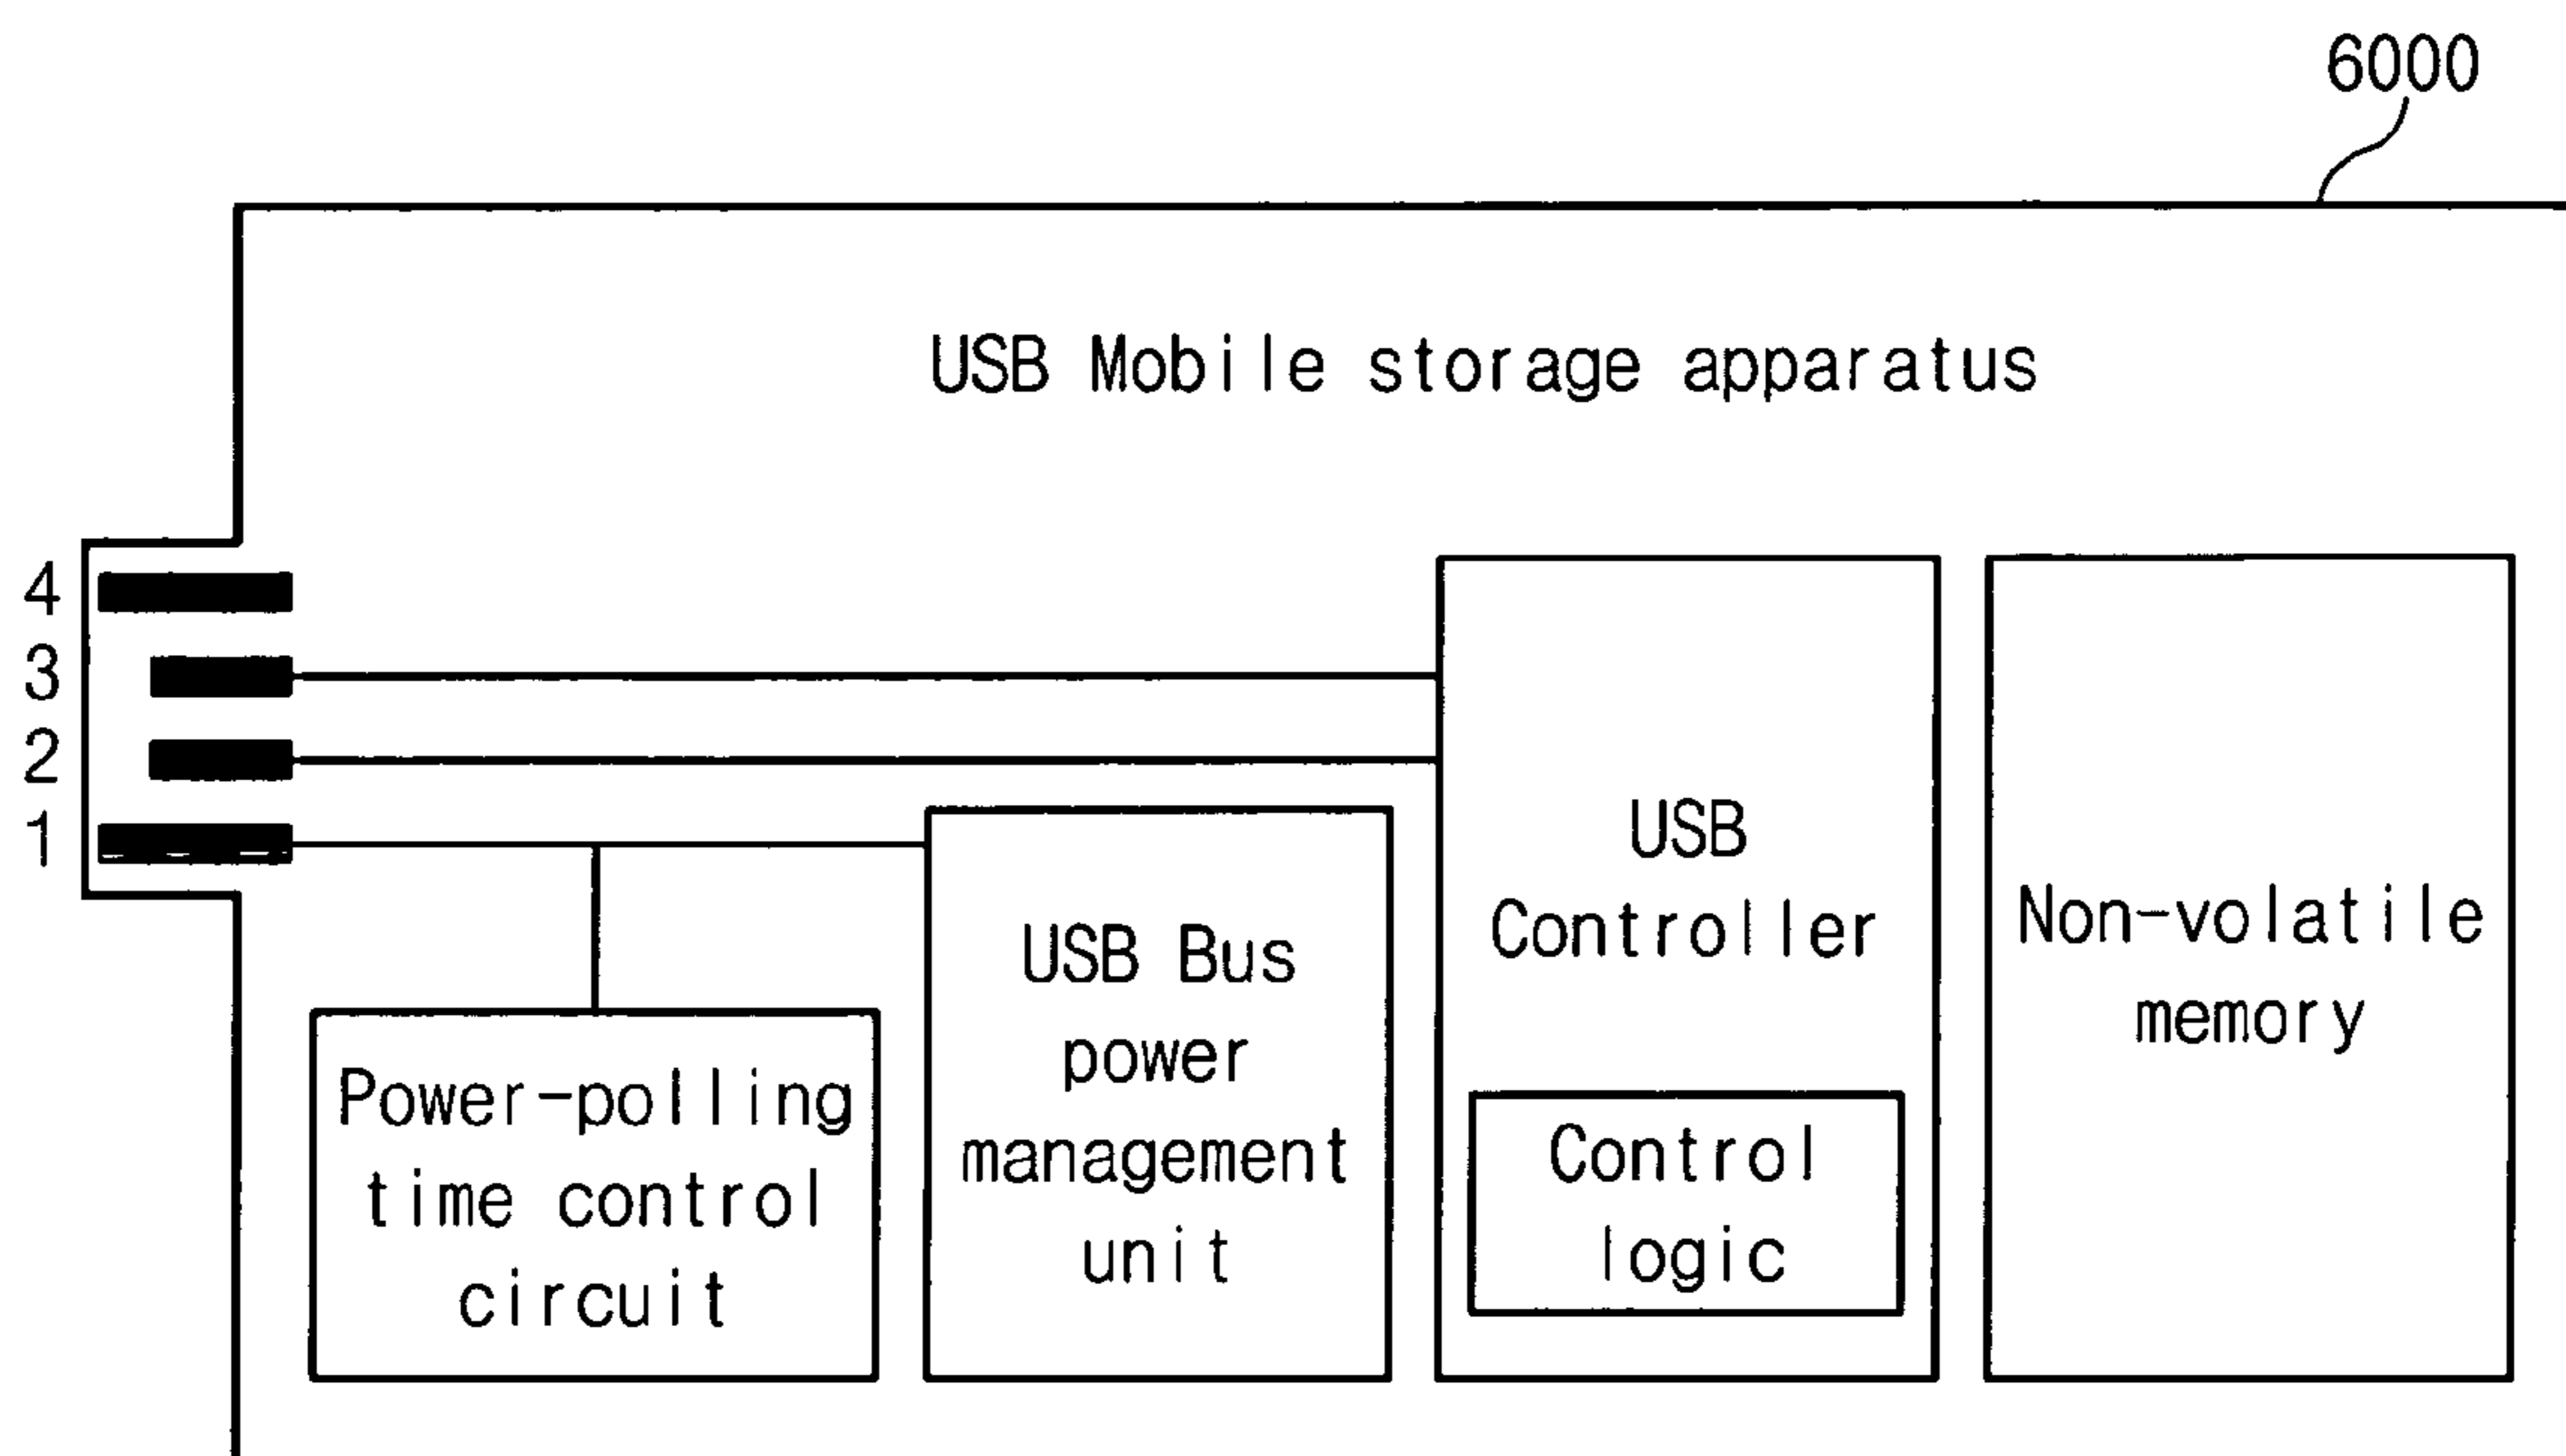 6000
USB Mobile storage apparatus
4
3
2
1
Power-polling
time control
circuit
USB Bus
power
management
unit
USB
Controller
Control
logic
Non-volatile
memory